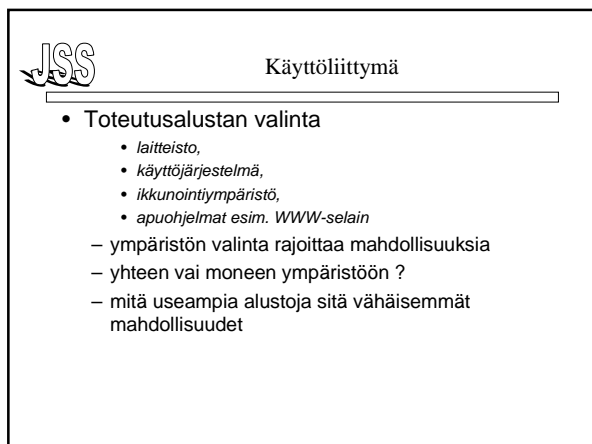 JSS
Käyttöliittymä
• Toteutusalustan valinta
• laitteisto,
• käyttöjärjestelmä,
• ikkunointiympäristö,
• apuohjelmat esim. WWW-selain
– ympäristön valinta rajoittaa mahdollisuuksia
– yhteen vai moneen ympäristöön ?
– mitä useampia alustoja sitä vähäisemmät
mahdollisuudet